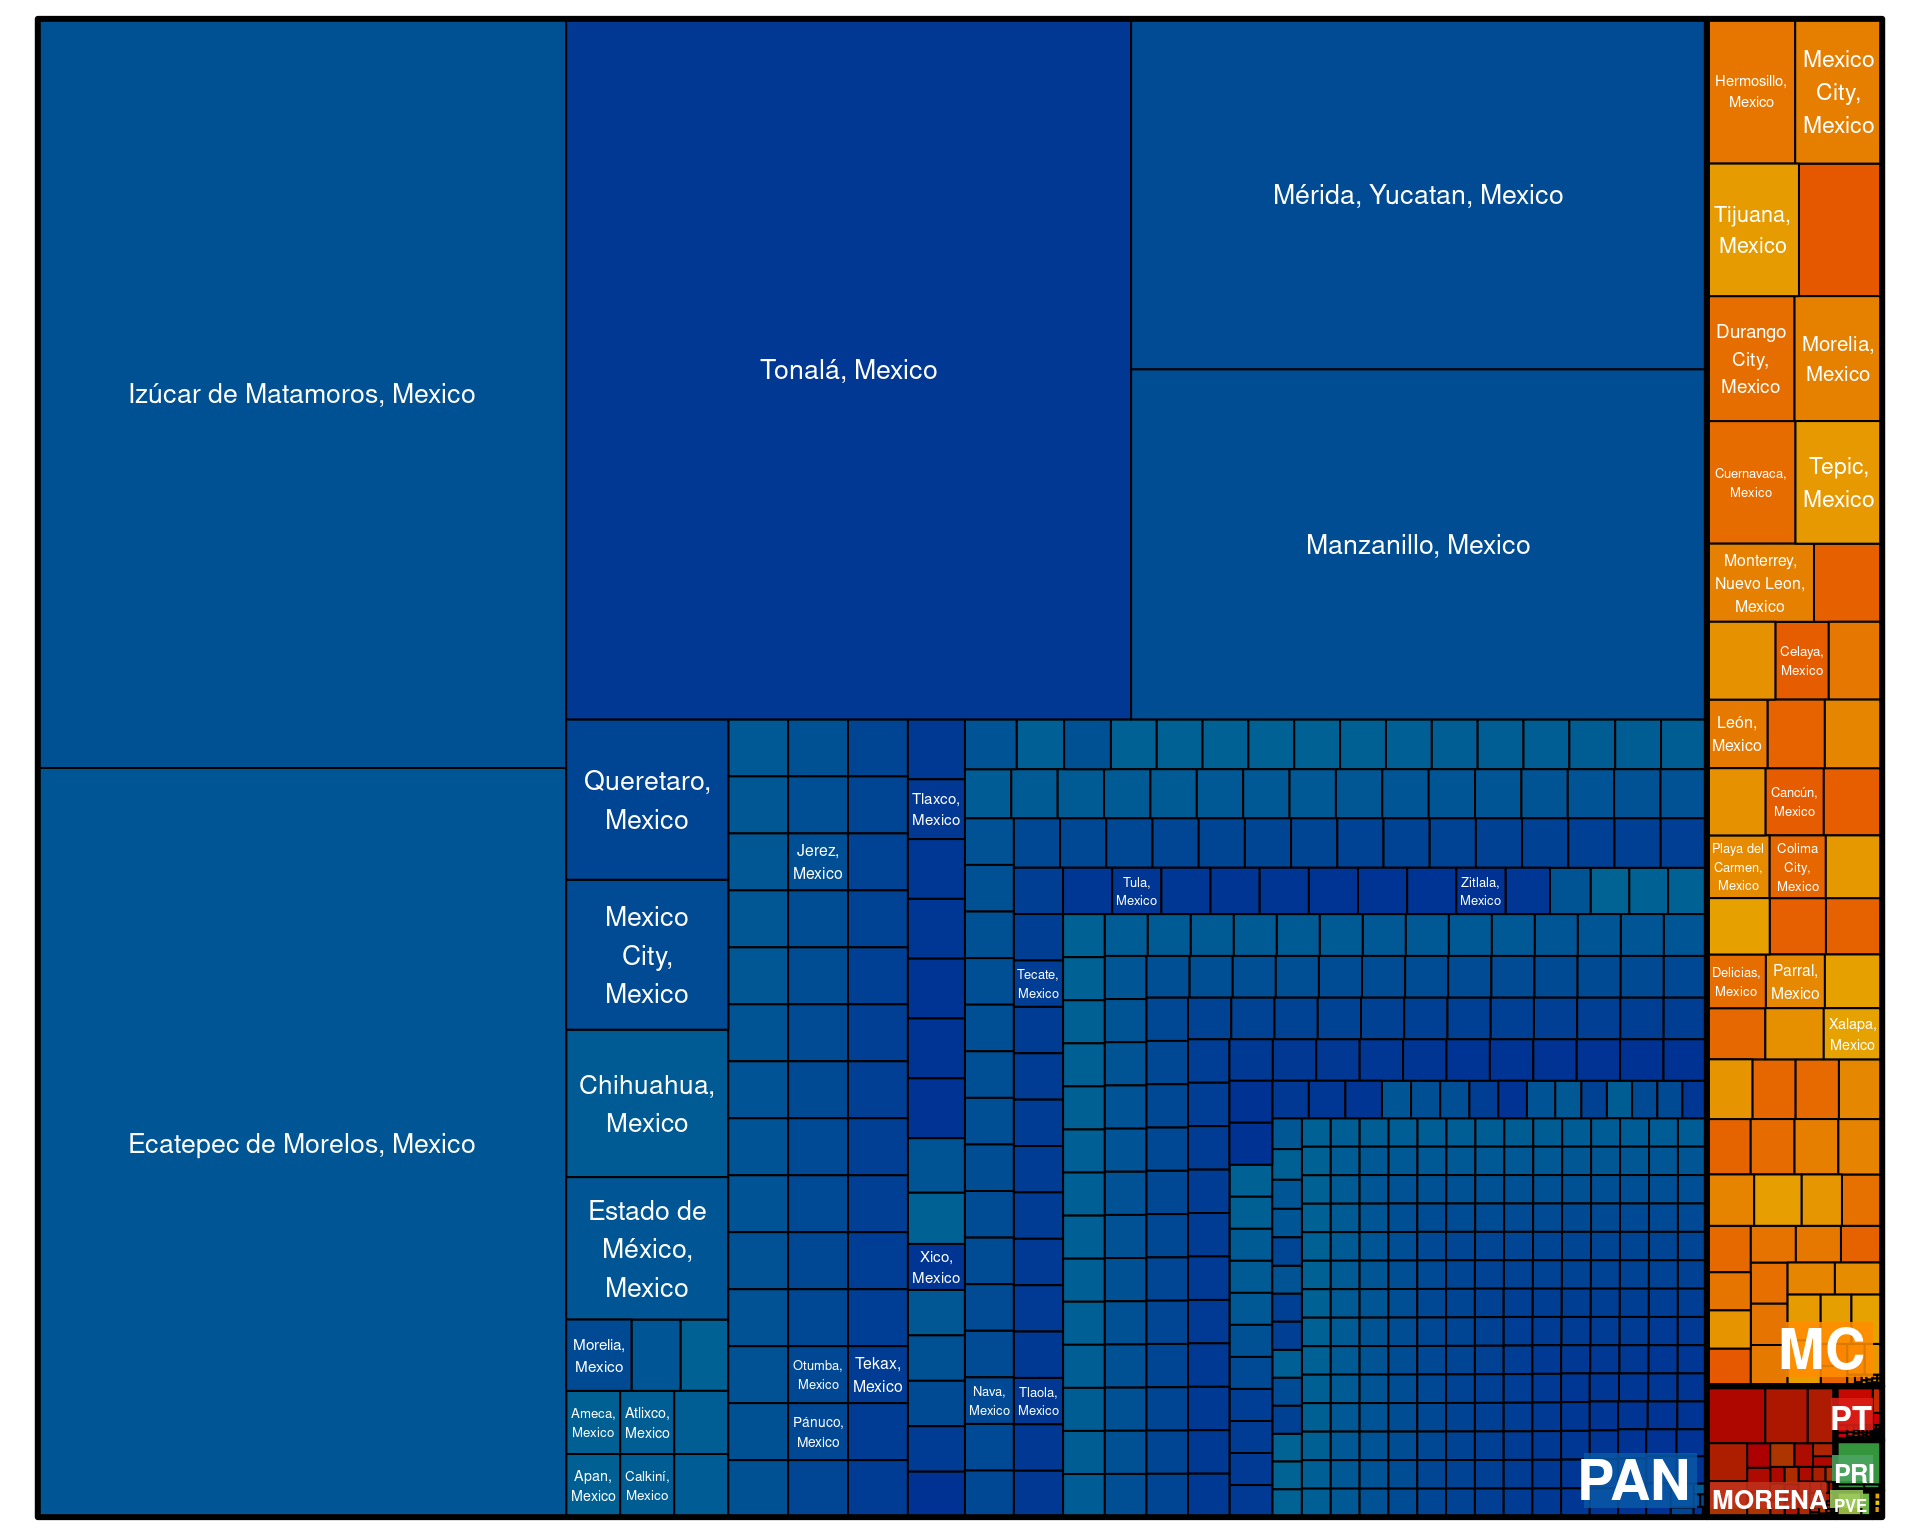 Izúcar de Matamoros, Mexico
Ecatepec de Morelos, Mexico
Tonalá, Mexico
Mérida, Yucatan, Mexico
Manzanillo, Mexico
Queretaro,
Mexico
Mexico
City,
Mexico
Chihuahua,
Mexico
Estado de
México,
Mexico
Morelia,
Mexico
Ameca,
Mexico
Atlixco,
Mexico
Apan,
Mexico
Calkiní,
Mexico
Jerez,
Mexico
Otumba,
Mexico
Tekax,
Mexico
Pánuco,
Mexico
Tlaxco,
Mexico
Xico,
Mexico
Nava,
Mexico
Tlaola,
Mexico
Tecate,
Mexico
Tula,
Mexico
Zitlala,
Mexico
PAN
Hermosillo,
Mexico
Mexico
City,
Mexico
Tijuana,
Mexico
Durango
City,
Mexico
Morelia,
Mexico
Cuernavaca,
Mexico
Tepic,
Mexico
Monterrey,
Nuevo Leon,
Mexico
Celaya,
Mexico
León,
Mexico
Cancún,
Mexico
Playa del
Carmen,
Mexico
Colima
City,
Mexico
Delicias,
Mexico
Parral,
Mexico
Xalapa,
Mexico
MC
PT
PRI
MORENA
PVE